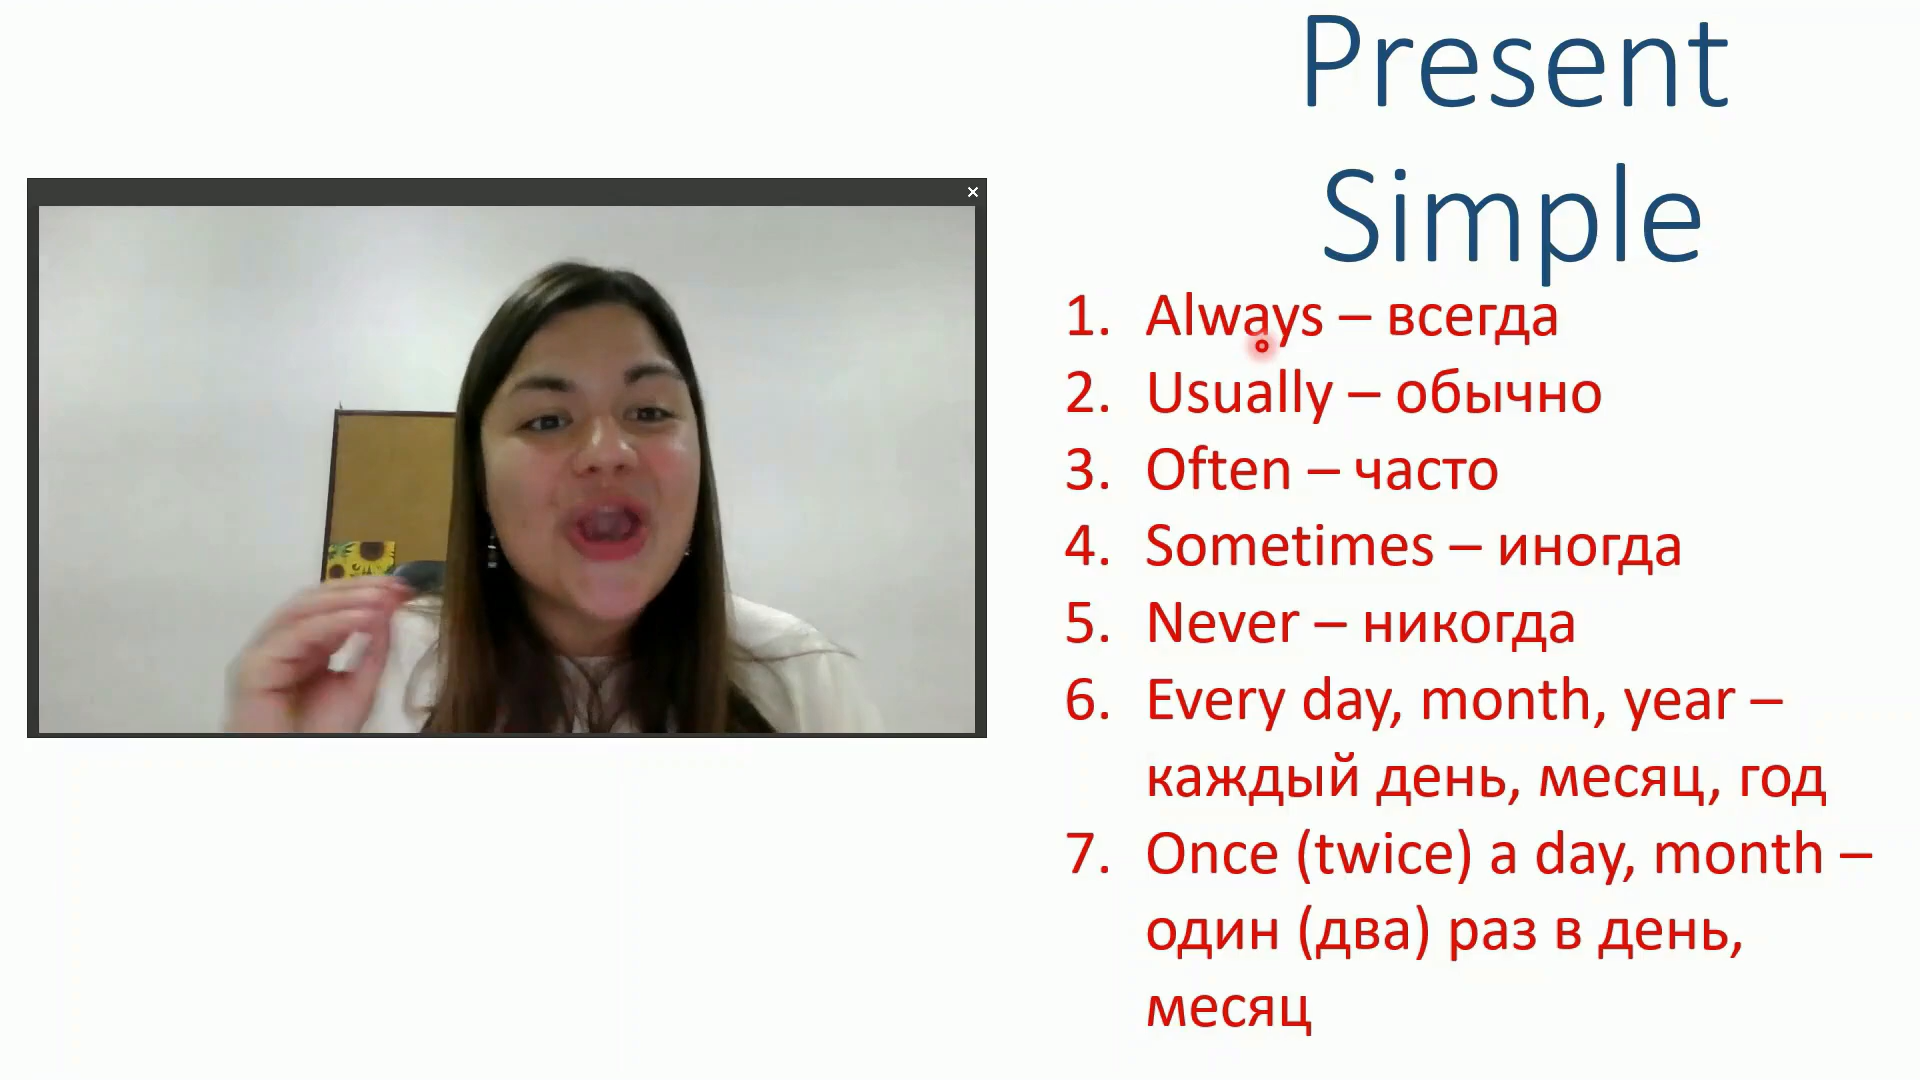 Present
Simple
1. Always – всегда
2. Usually – обычно
3. Often – часто
4. Sometimes – иногда
5. Never – никогда
6. Every day, month, year –
каждый день, месяц, год
7. Once (twice) a day, month –
один (два) раз в день,
месяц